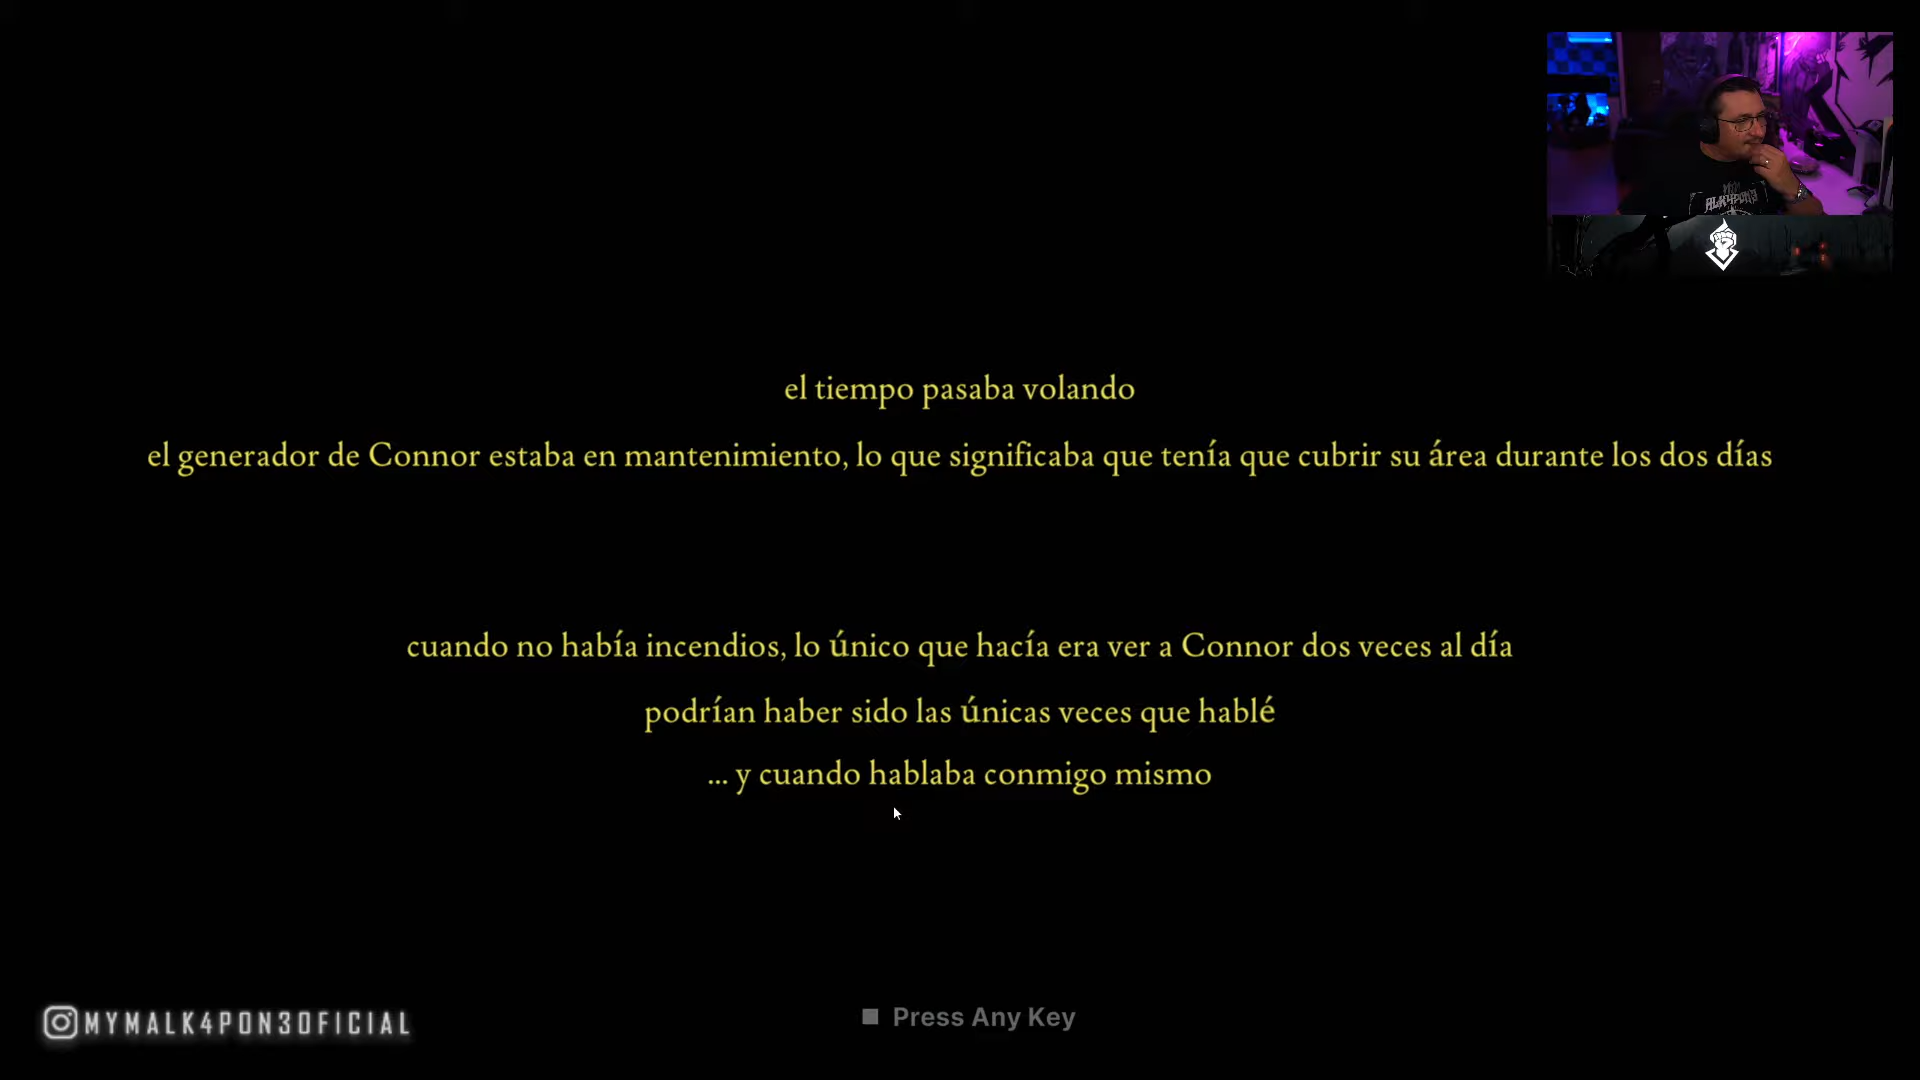 el tiempo pasaba volando
el generador de Connor estaba en mantenimiento, lo que significaba que tenía que cubrir su área durante los dos días
cuando no había incendios, lo único que hacía era ver a Connor dos veces al día
podrían haber sido las únicas veces que hablé
... y cuando hablaba conmigo mismo
MYMALK4PON3OFICIAL
Press Any Key